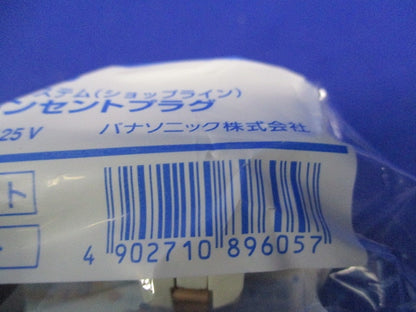 ステム(ショップライン)
ンセントプラグ
25V パナソニック株式会社
ト
4 902710 896057